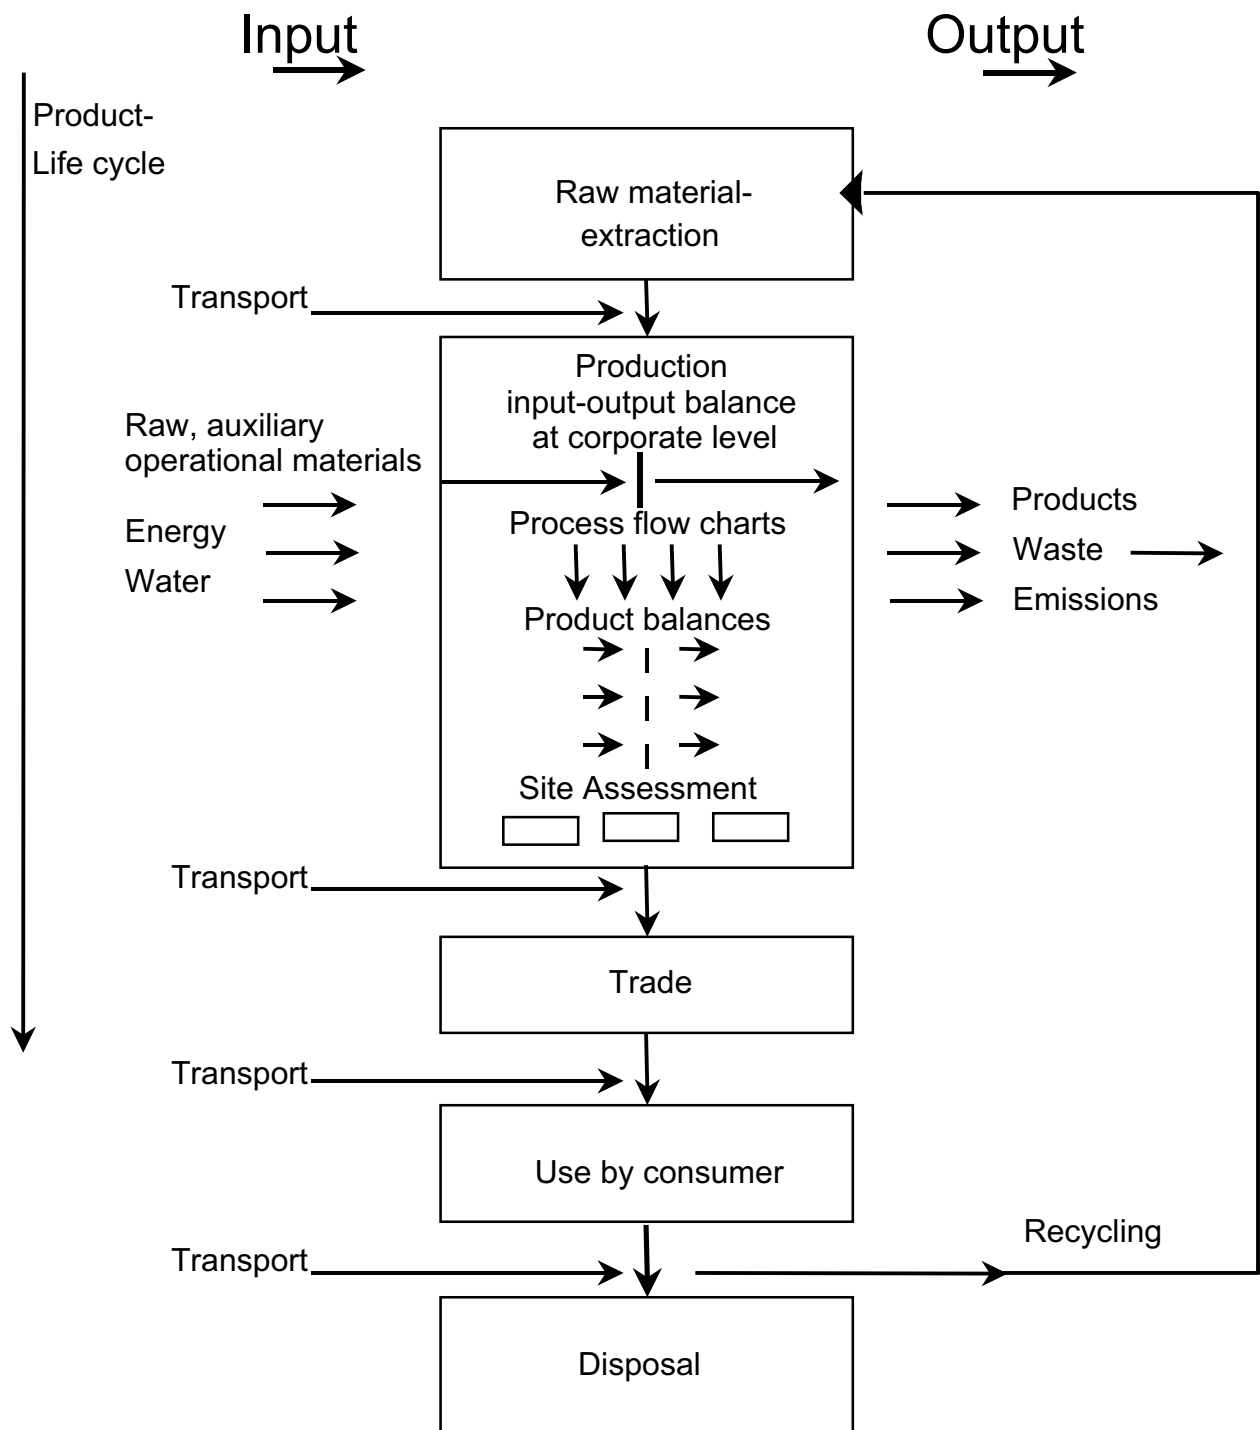 Input
Output
Product-
Life cycle
Raw material-
extraction
Transport
Production
input-output balance
at corporate level
Raw, auxiliary
operational materials
Energy
Water
Process flow charts
Products
Waste
Emissions
Product balances
Site Assessment
Transport
Trade
Transport
Use by consumer
Recycling
Transport
Disposal